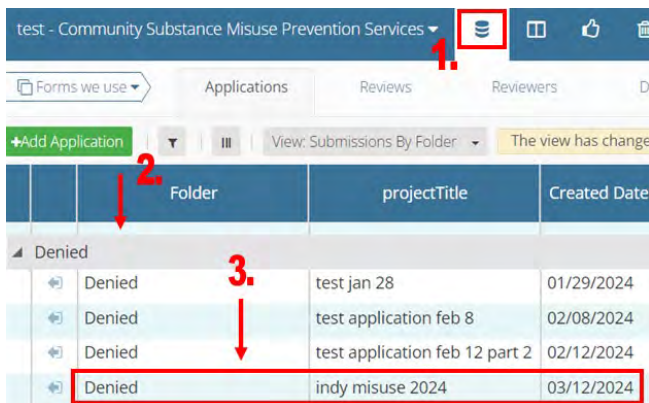 test - Community Substance Misuse Prevention Services
1.
Forms we use
Applications
Reviews
Reviewers
D
+Add Application
View: Submissions By Folder
The view has change
2.
Folder
projectTitle
Created Date
Denied
3.
Denied
test jan 28
01/29/2024
Denied
test application feb 8
02/08/2024
Denied
test application feb 12 part 2
02/12/2024
Denied
indy misuse 2024
03/12/2024